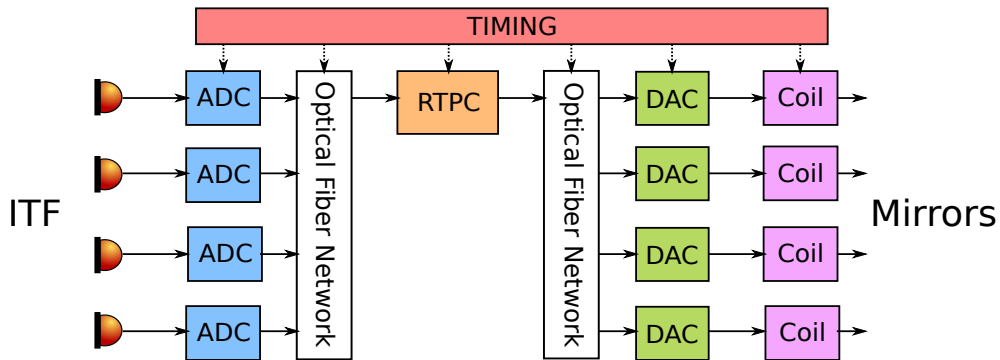 TIMING
ADC
Optical Fiber Network
RTPC
Optical Fiber Network
DAC
Coil
ADC
DAC
Coil
ITF
Mirrors
ADC
DAC
Coil
ADC
DAC
Coil